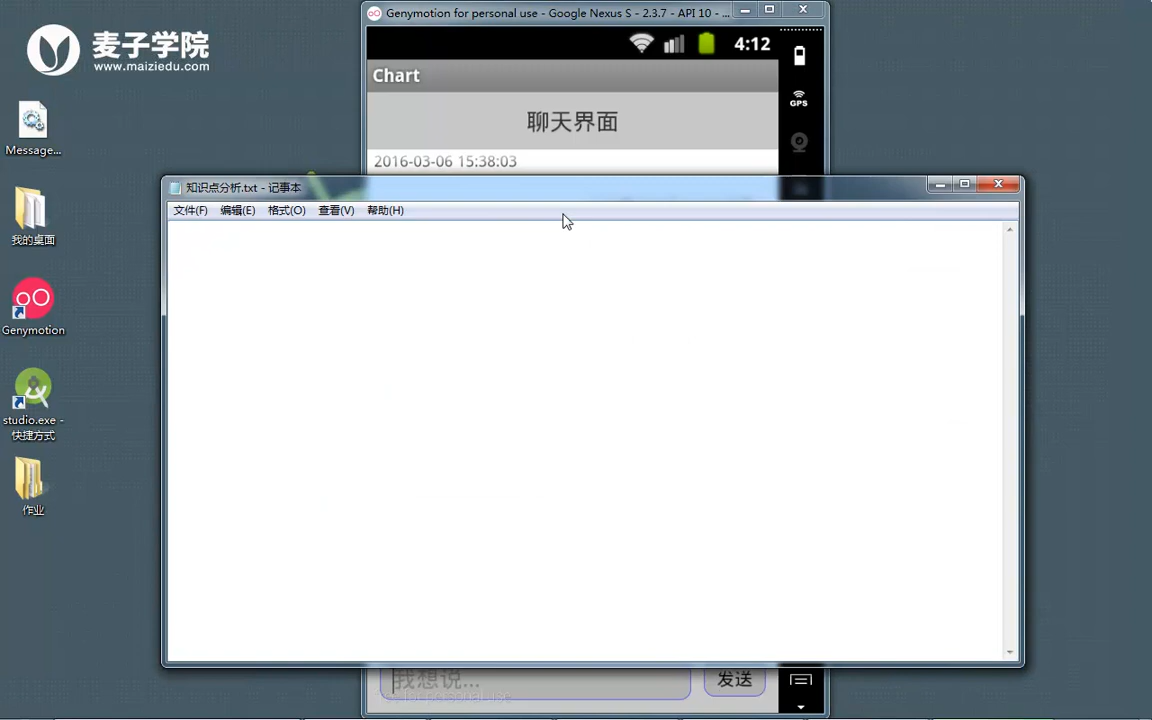 麦子学院
www.maiziedu.com
Message...
我的桌面
Genymotion
studio.exe -
快捷方式
作业
Genymotion for personal use - Google Nexus S - 2.3.7 - API 10 - ...
4:12
GPS
Chart
聊天界面
2016-03-06 15:38:03
知识点分析.txt - 记事本
文件(F) 编辑(E) 格式(O) 查看(V) 帮助(H)
我想说...
发送
for personal use